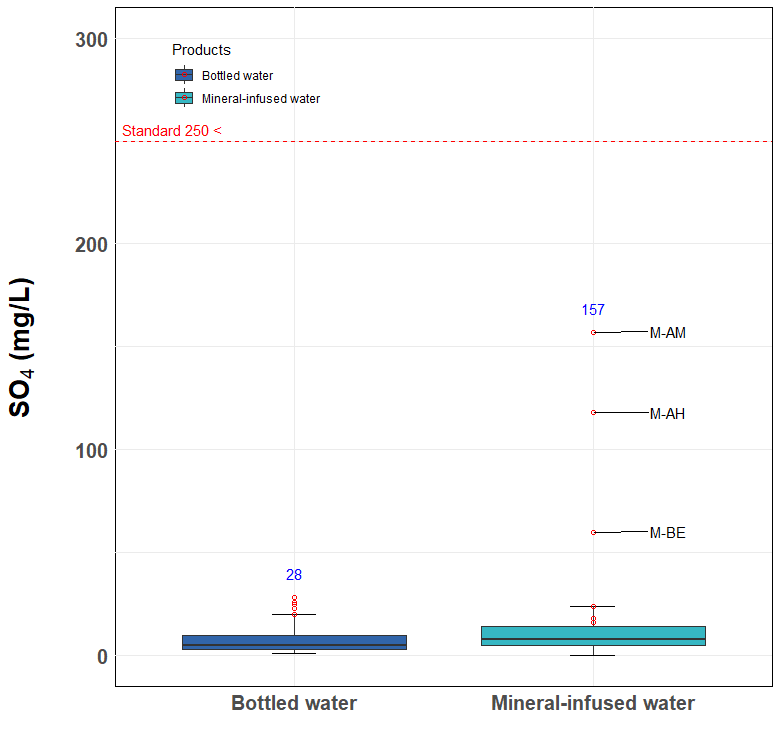 300
Products
Bottled water
Mineral-infused water
Standard 250 <
200
SO₄ (mg/L)
157
M-AM
M-AH
100
M-BE
28
0
Bottled water
Mineral-infused water